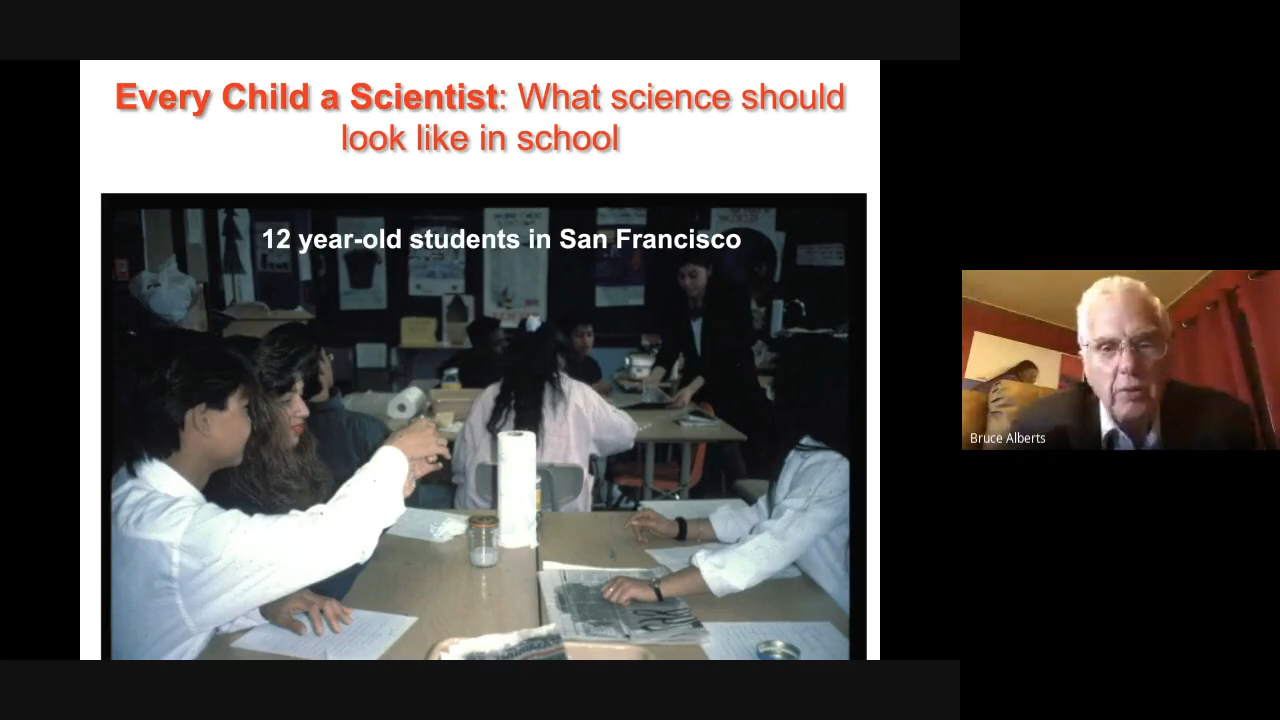 Every Child a Scientist: What science should
look like in school
12 year-old students in San Francisco
Bruce Alberts